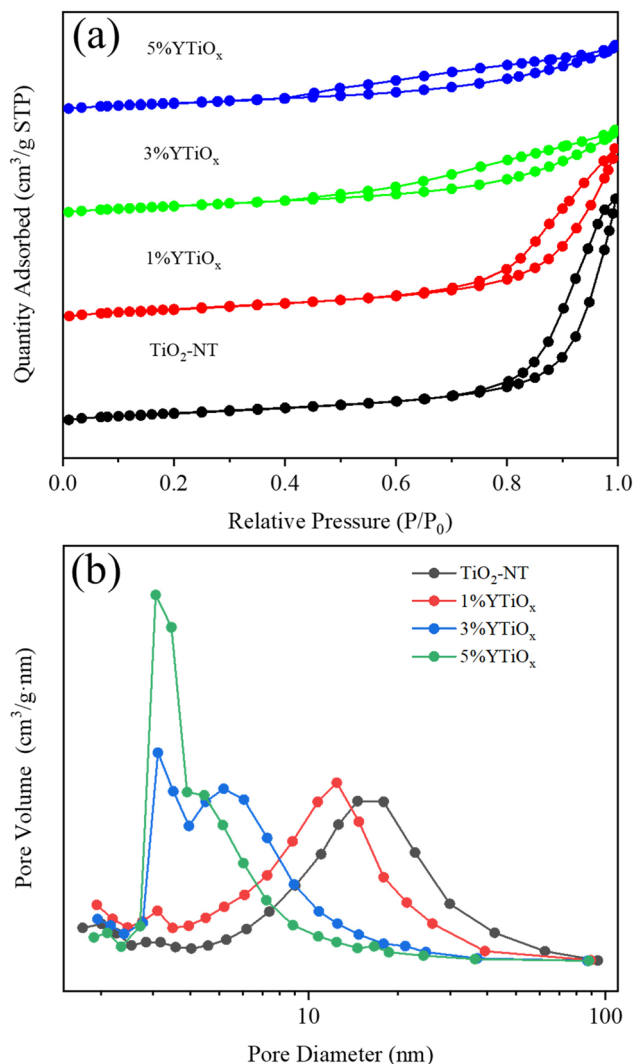 (a)
5%YTiOₓ
3%YTiOₓ
1%YTiOₓ
TiO₂-NT
Quantity Adsorbed (cm³/g STP)
0.0 0.2 0.4 0.6 0.8 1.0
Relative Pressure (P/P₀)
(b)
TiO₂-NT
1%YTiOₓ
3%YTiOₓ
5%YTiOₓ
Pore Volume (cm³/g·nm)
10 100
Pore Diameter (nm)